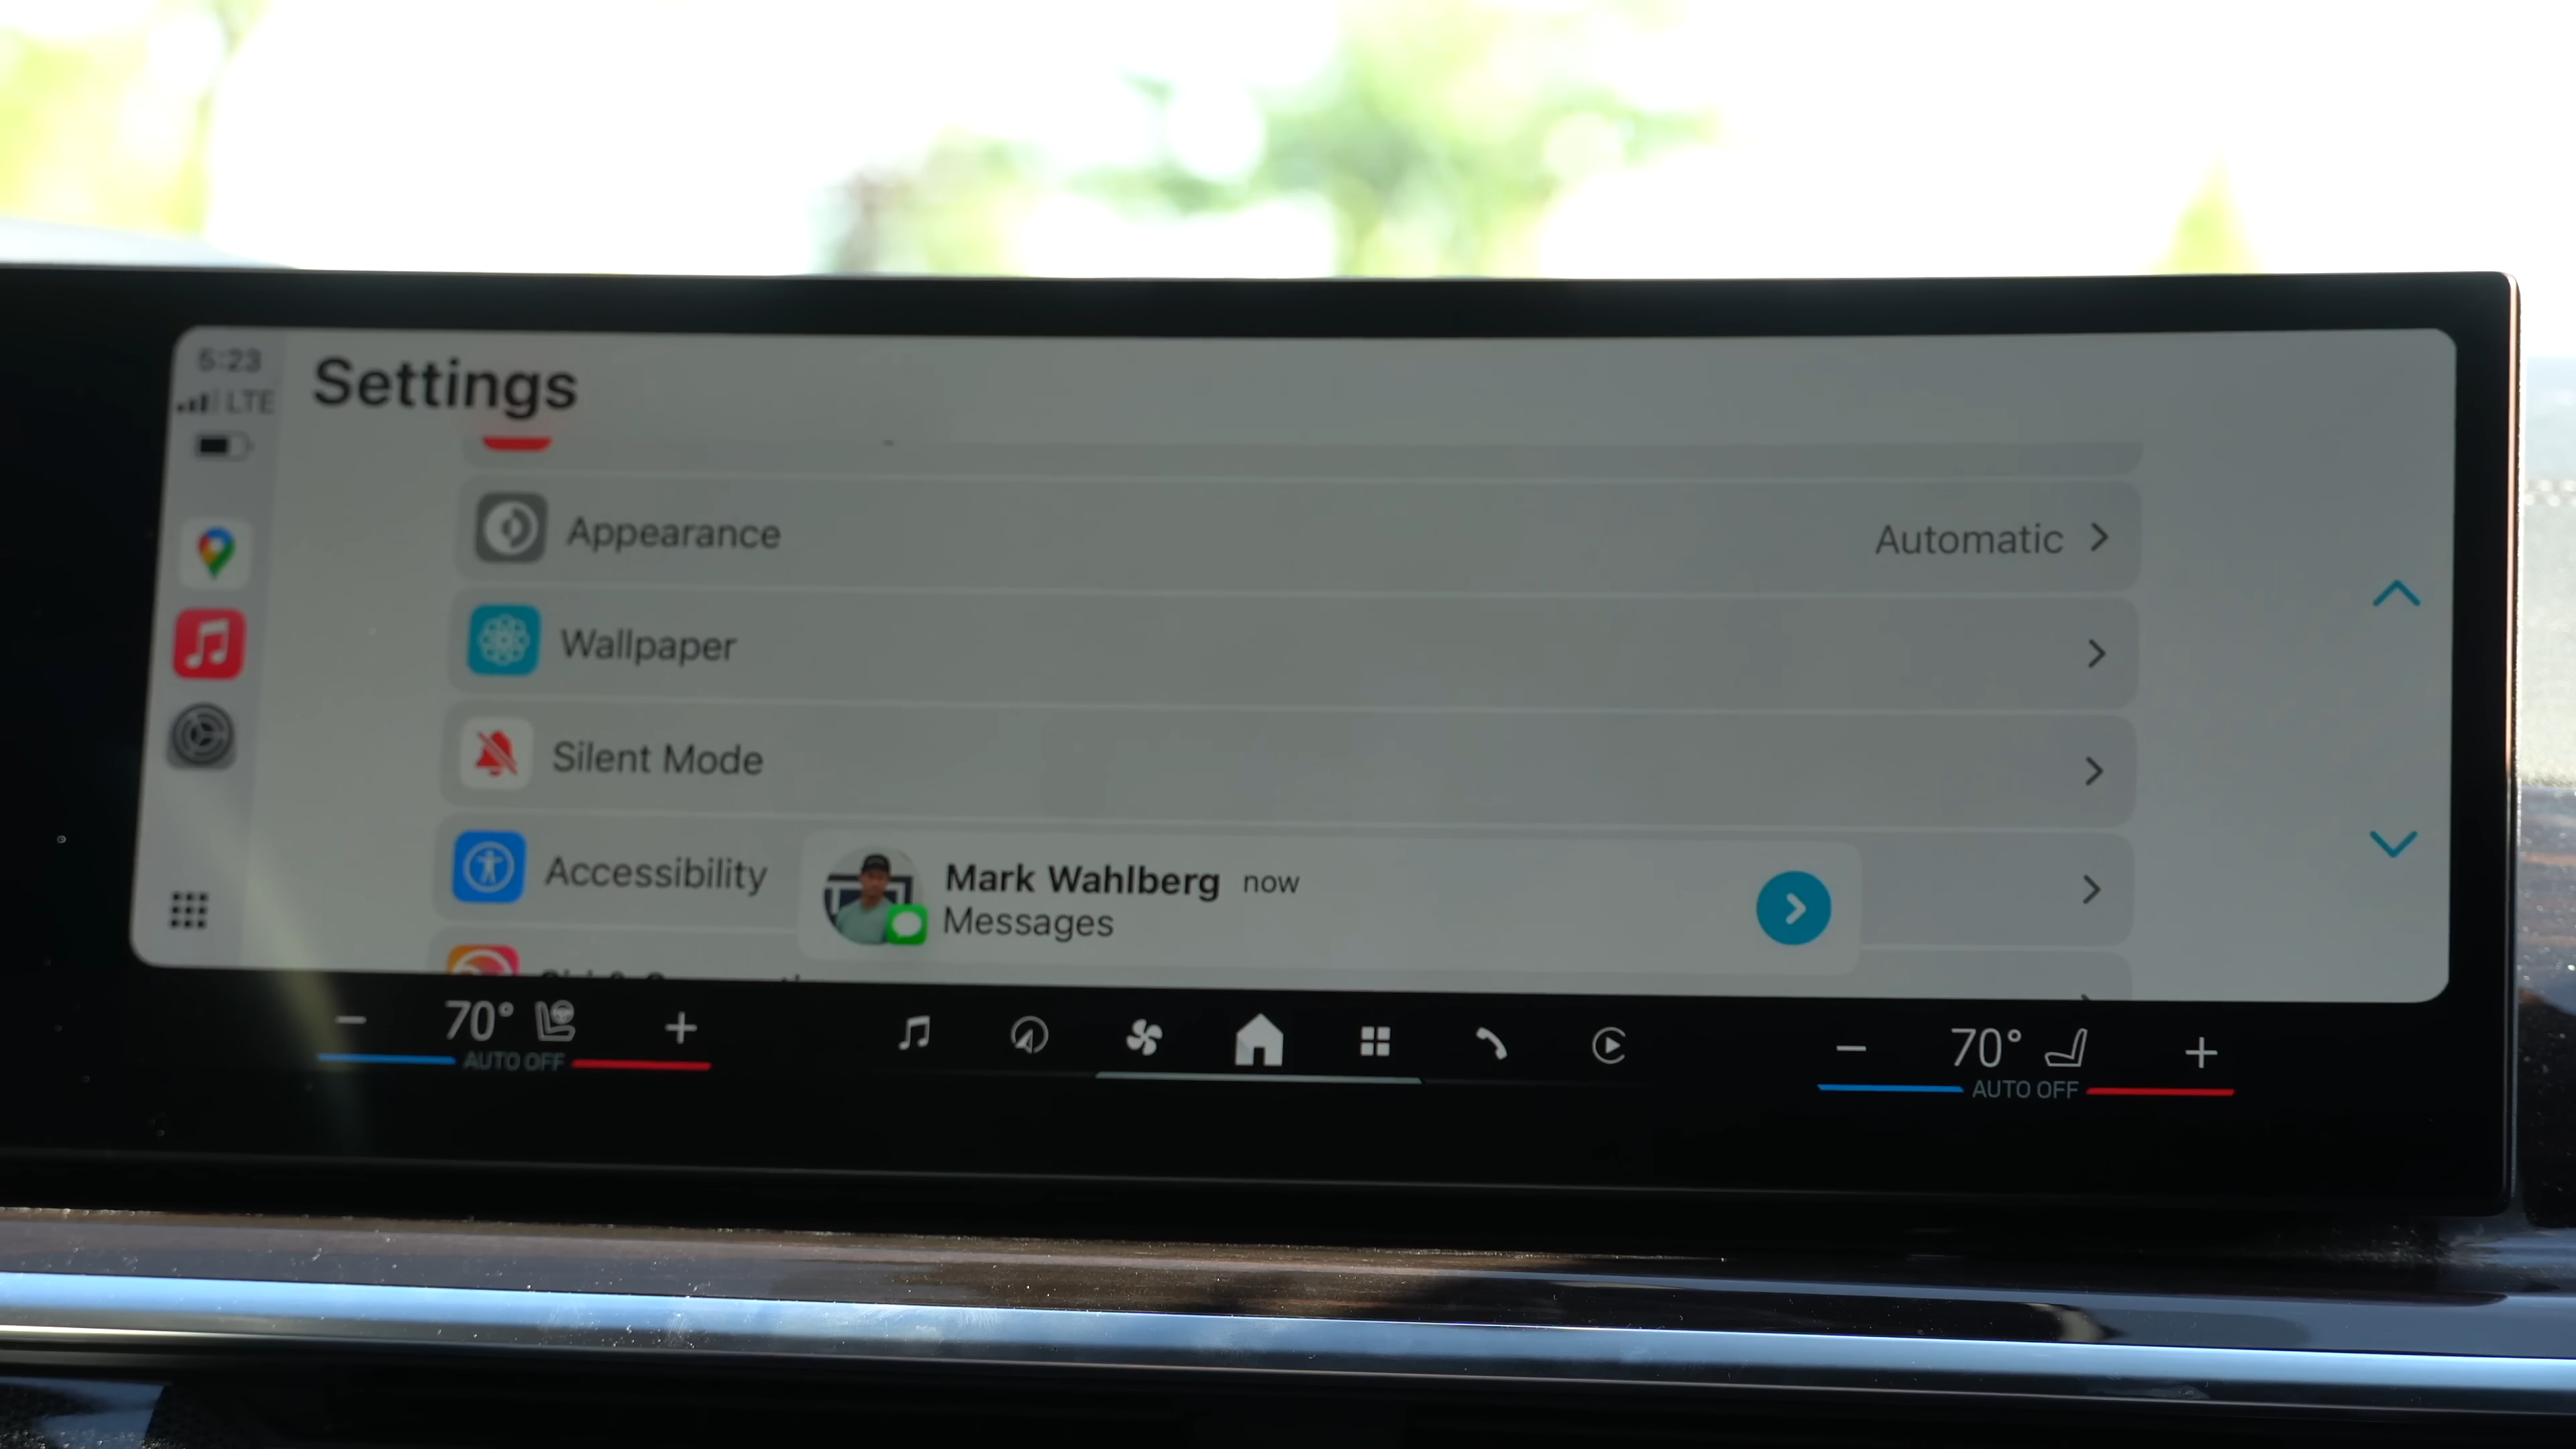 5:23
LTE
Settings
Appearance
Automatic
Wallpaper
Silent Mode
Accessibility
Mark Wahlberg now
Messages
70°
AUTO OFF
70°
AUTO OFF